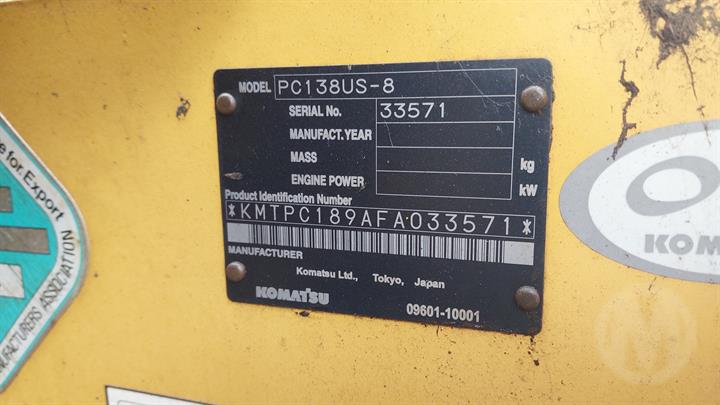 MODEL PC138US-8
SERIAL No. 33571
MANUFACT. YEAR
MASS kg
ENGINE POWER kW
Product Identification Number
*KMTPC189AFA033571*
MANUFACTURER
Komatsu Ltd., Tokyo, Japan
KOMATSU
09601-10001
e for Export
NUFACTURERS ASSOCIATION
KOM